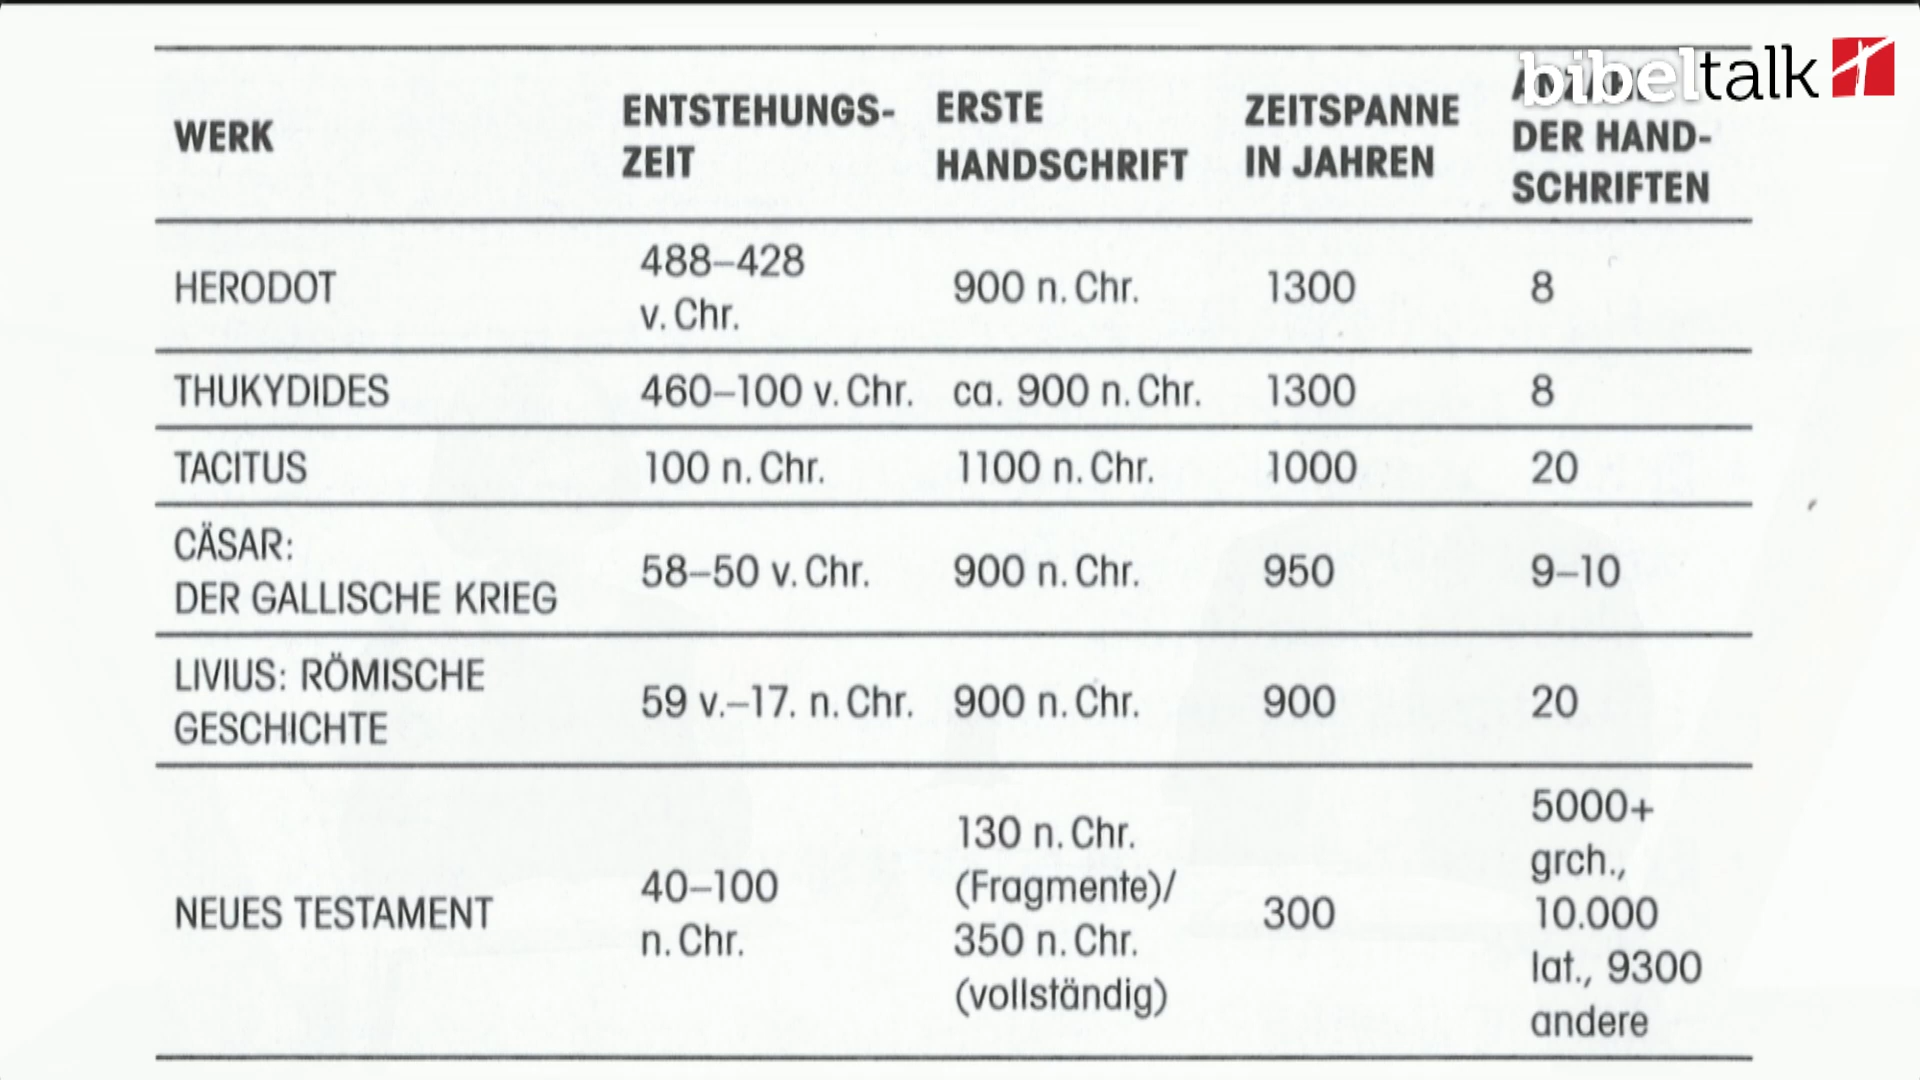 bibeltalk
WERK
ENTSTEHUNGS-
ZEIT
ERSTE
HANDSCHRIFT
ZEITSPANNE
IN JAHREN
DER HAND-
SCHRIFTEN
HERODOT
488–428
v. Chr.
900 n. Chr.
1300
8
THUKYDIDES
460–100 v. Chr.
ca. 900 n. Chr.
1300
8
TACITUS
100 n. Chr.
1100 n. Chr.
1000
20
CÄSAR:
DER GALLISCHE KRIEG
58–50 v. Chr.
900 n. Chr.
950
9–10
LIVIUS: RÖMISCHE
GESCHICHTE
59 v.–17. n. Chr.
900 n. Chr.
900
20
NEUES TESTAMENT
40–100
n. Chr.
130 n. Chr.
(Fragmente)/
350 n. Chr.
(vollständig)
300
5000+
grch.,
10.000
lat., 9300
andere